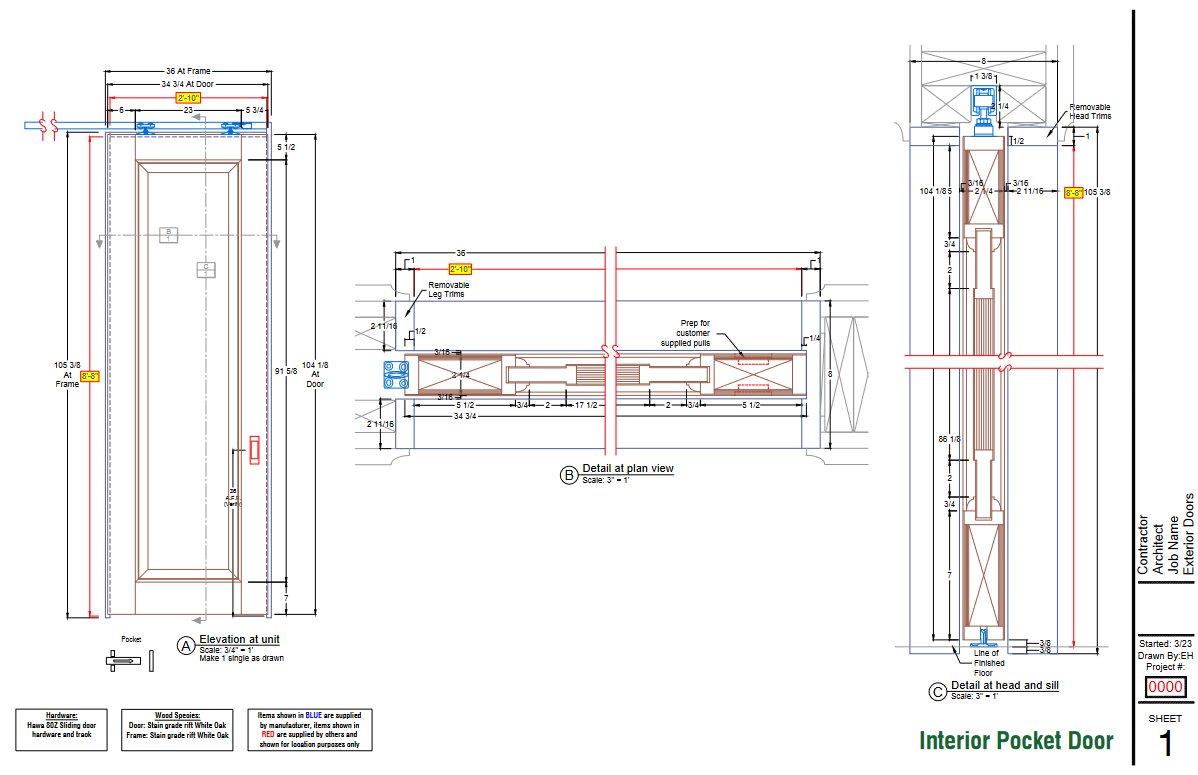 36 At Frame
34 3/4 At Door
2'-10"
6
23
5 3/4
5 1/2
B
1
C
1
105 3/8
At
Frame
8'-8"
91 5/8
104 1/8
At
Door
36
A.F.F.
(Verify)
7
Pocket
A
Elevation at unit
Scale: 3/4" = 1'
Make 1 single as drawn
36
1
2'-10"
1
Removable
Leg Trims
2 11/16
1/2
Prep for
customer
supplied pulls
1/4
3/16
2 1/4
3/16
8
5 1/2
3/4
2
17 1/2
2
3/4
5 1/2
34 3/4
2 11/16
B
Detail at plan view
Scale: 3" = 1'
8
1 3/8
2 1/4
Removable
Head Trims
1/2
1
3/16
3/16
104 1/8
5
2 1/4
2 11/16
8'-8"
105 3/8
3/4
2
86 1/8
2
3/4
7
3/8
3/8
Line of
Finished
Floor
C
Detail at head and sill
Scale: 3" = 1'
Hardware:
Hawa 80Z Sliding door
hardware and track
Wood Species:
Door: Stain grade rift White Oak
Frame: Stain grade rift White Oak
Items shown in BLUE are supplied
by manufacturer, items shown in
RED are supplied by others and
shown for location purposes only
Interior Pocket Door
Contractor
Architect
Job Name
Exterior Doors
Started: 3/23
Drawn By:EH
Project #:
0000
SHEET
1